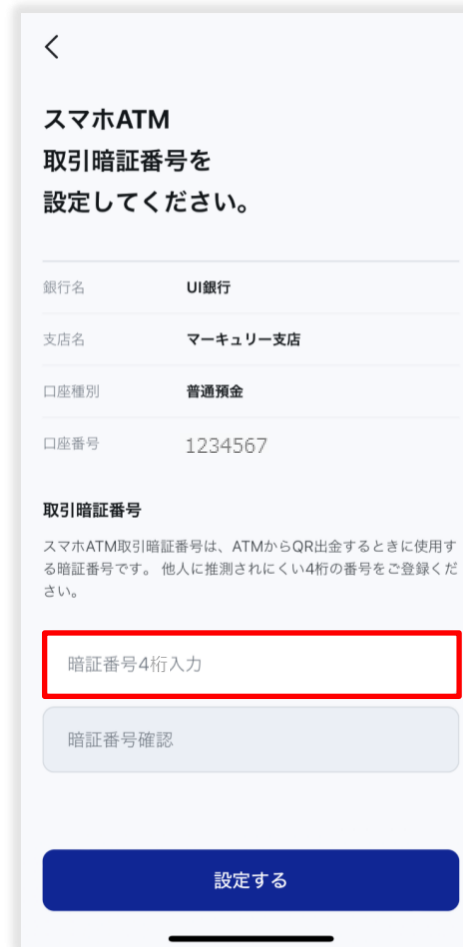 スマホATM
取引暗証番号を
設定してください。
銀行名 UI銀行
支店名 マーキュリー支店
口座種別 普通預金
口座番号 1234567
取引暗証番号
スマホATM取引暗証番号は、ATMからQR出金するときに使用す
る暗証番号です。 他人に推測されにくい4桁の番号をご登録くだ
さい。
暗証番号4桁入力
暗証番号確認
設定する